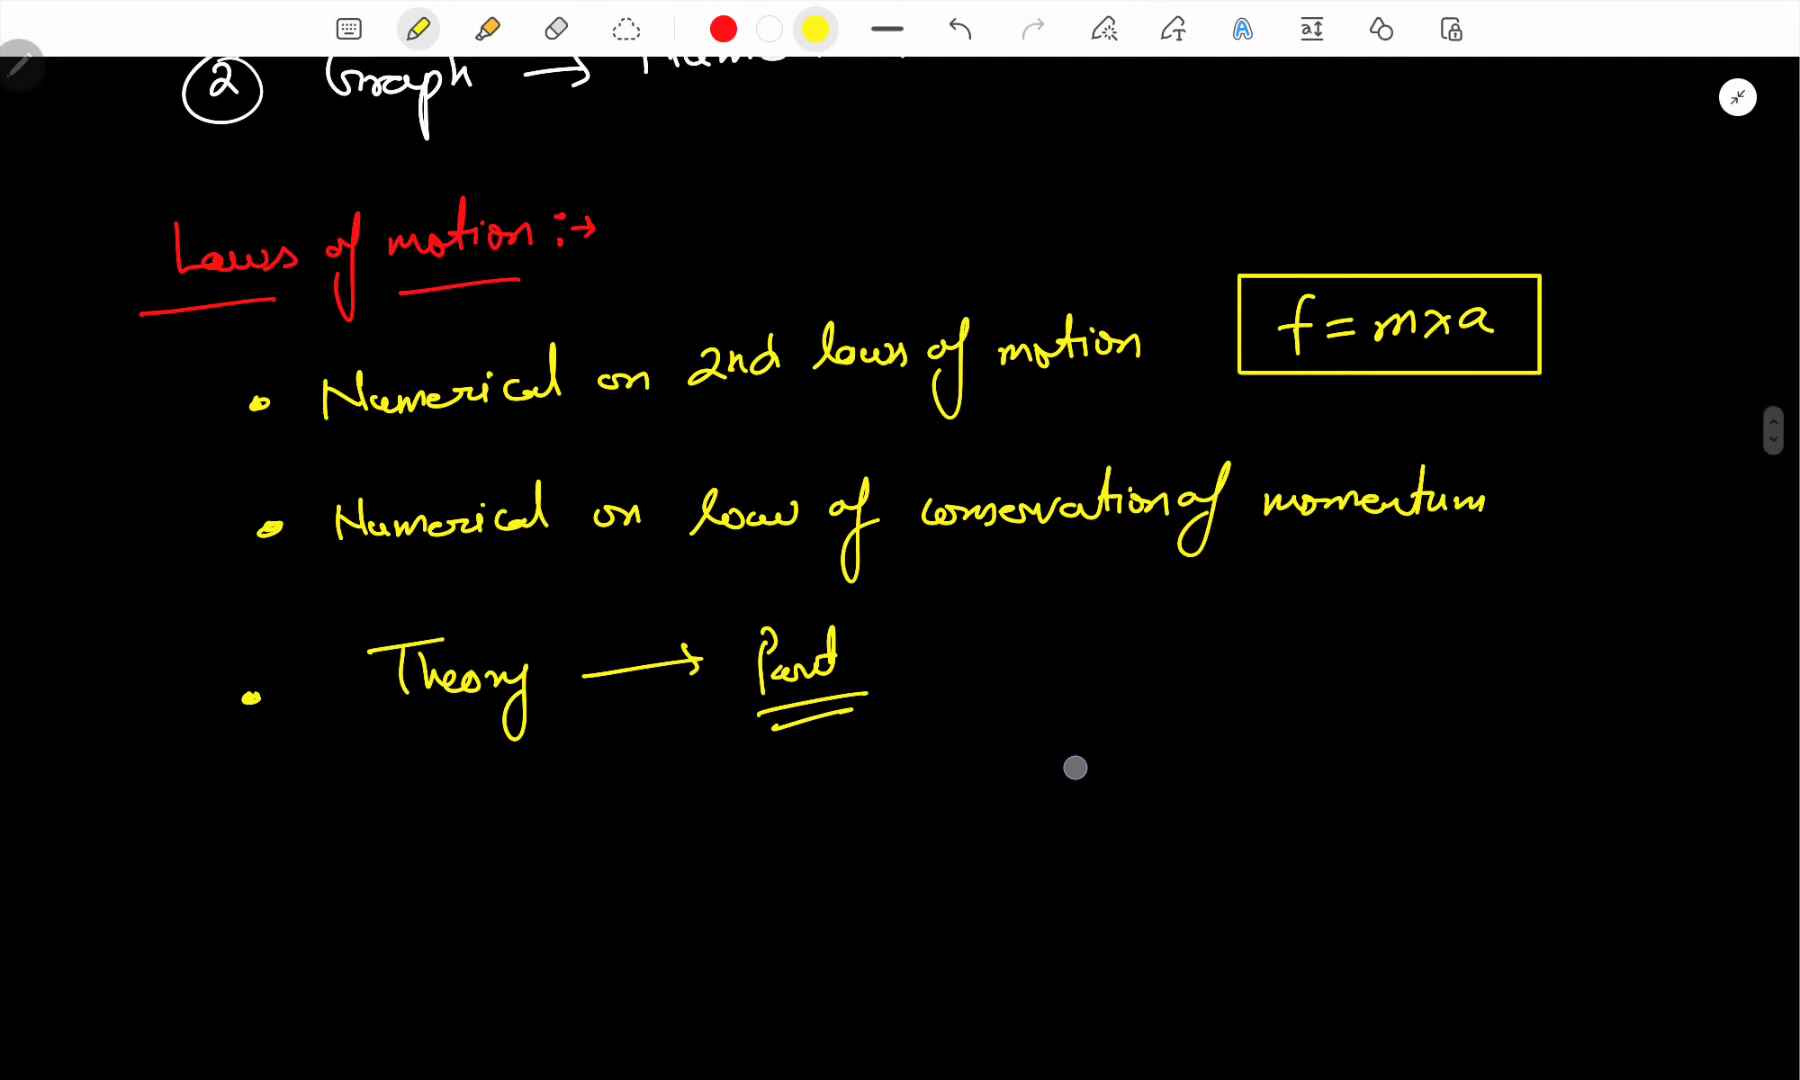 2 Graph →
Laws of motion :→
• Numerical on 2nd laws of motion
f = m×a
• Numerical on law of conservation of momentum
• Theory → Part